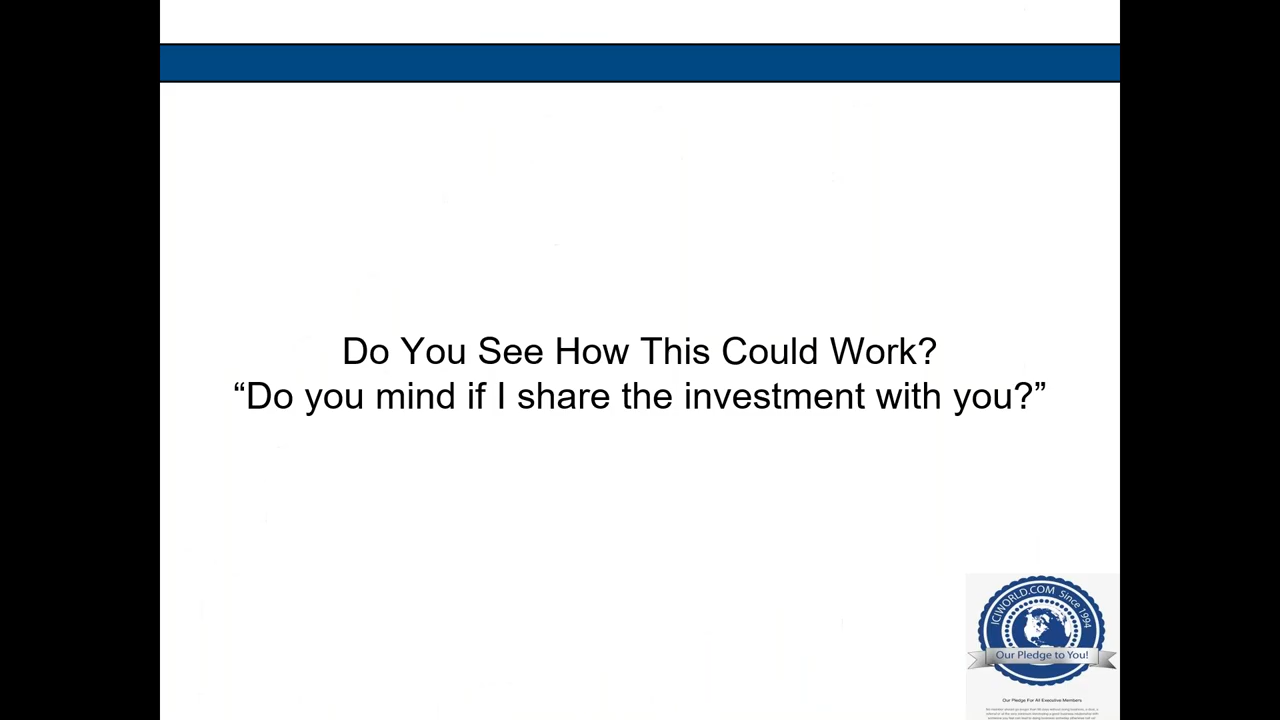 Do You See How This Could Work?
“Do you mind if I share the investment with you?”
ICIWORLD.COM Since 1994
Our Pledge to You!
Our Pledge For All Executive Members